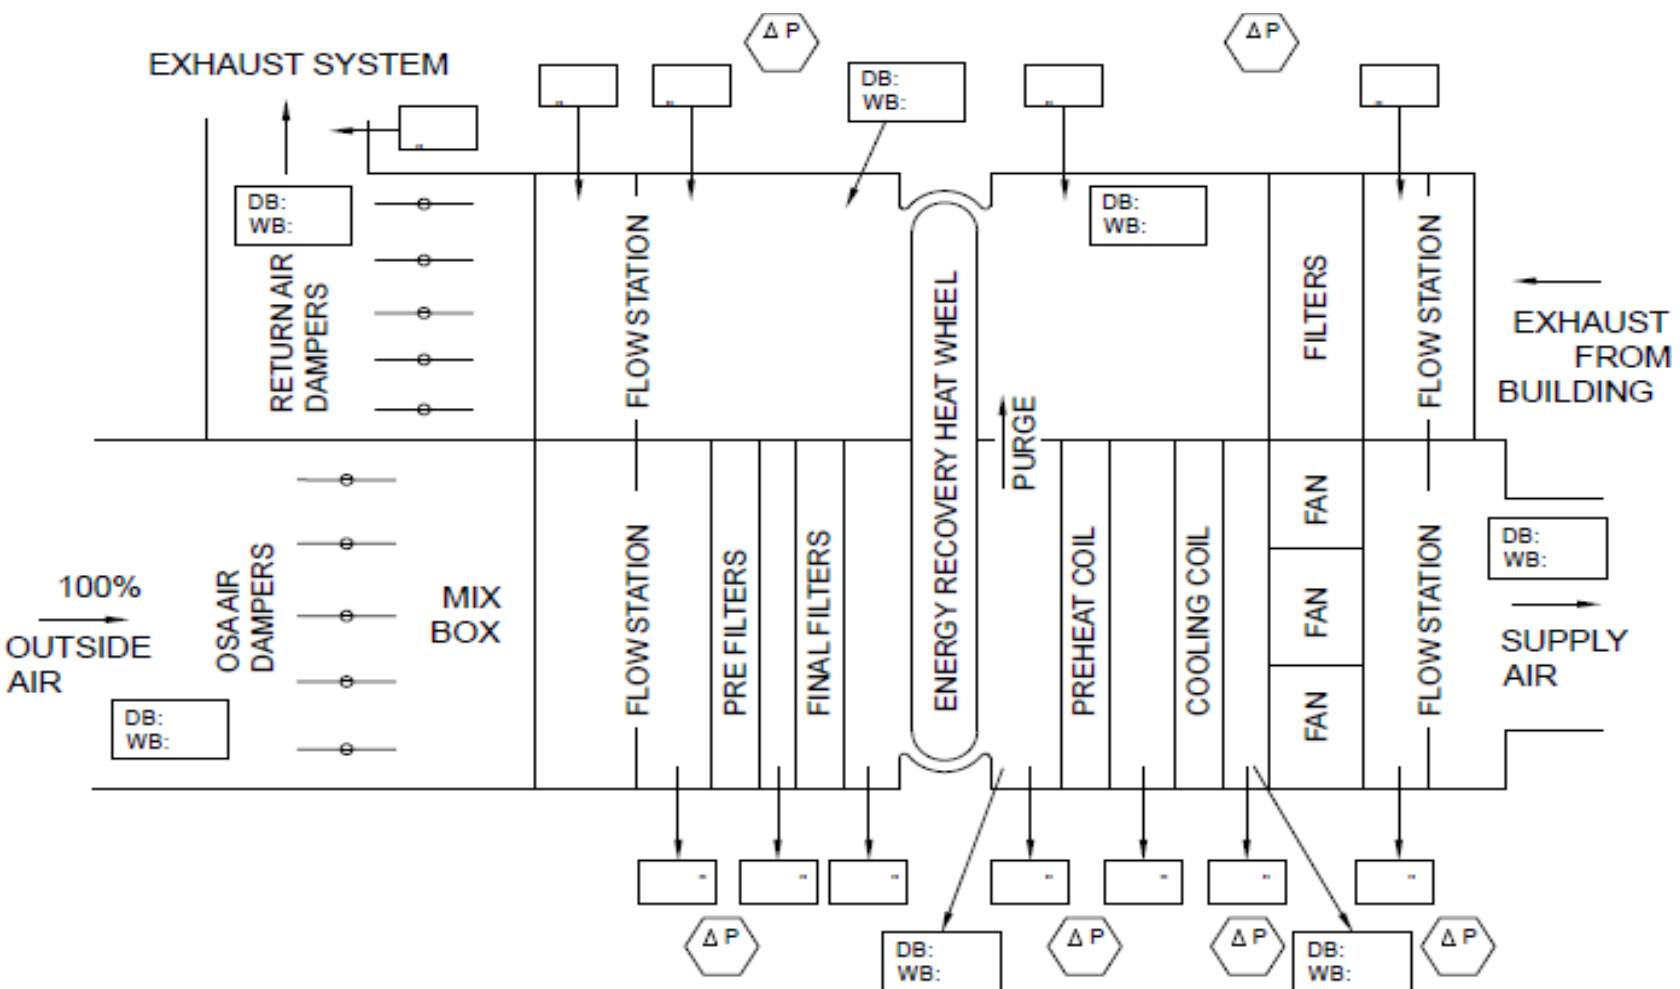 Δ P
Δ P
EXHAUST SYSTEM
DB:
WB:
"
"
"
"
"
DB:
WB:
DB:
WB:
RETURN AIR
DAMPERS
FLOW STATION
ENERGY RECOVERY HEAT WHEEL
FILTERS
FLOW STATION
EXHAUST
FROM
BUILDING
PURGE
100%
OUTSIDE
AIR
DB:
WB:
OSA AIR
DAMPERS
MIX
BOX
FLOW STATION
PRE FILTERS
FINAL FILTERS
PREHEAT COIL
COOLING COIL
FAN
FAN
FAN
FLOW STATION
DB:
WB:
SUPPLY
AIR
"
"
"
"
"
"
"
Δ P
DB:
WB:
Δ P
Δ P
DB:
WB:
Δ P